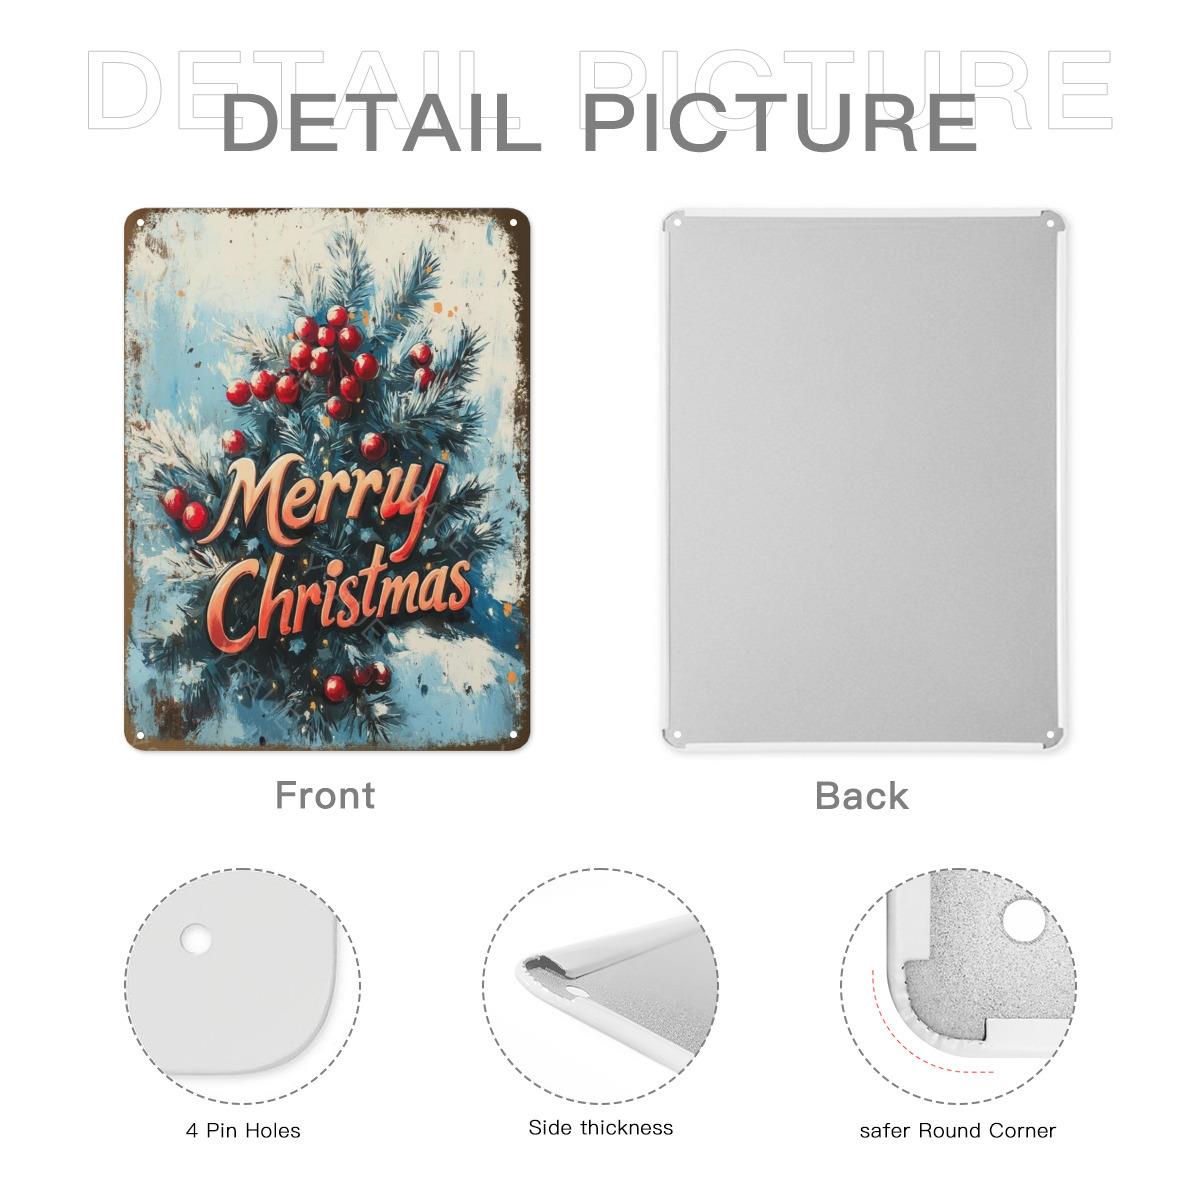 DETAIL PICTURE
DETAIL PICTURE
Merry
Christmas
Front
Back
4 Pin Holes
Side thickness
safer Round Corner